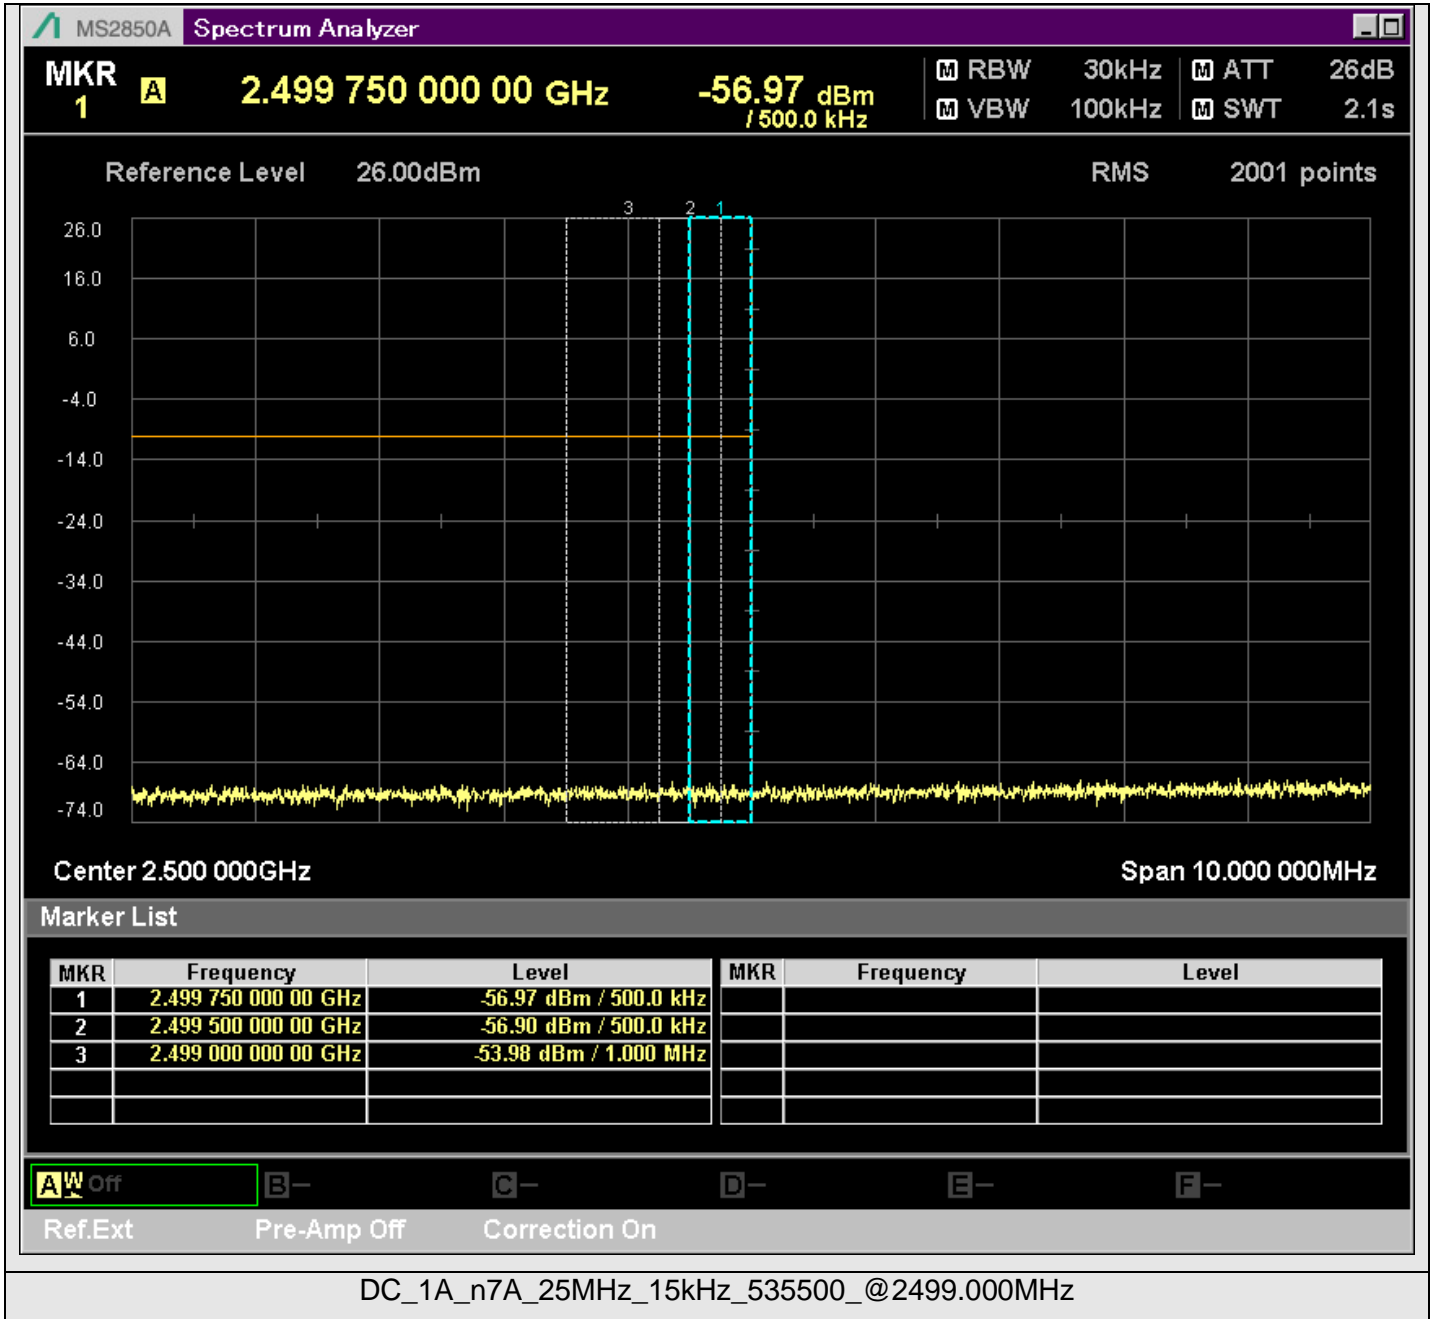 MS2850A Spectrum Analyzer
MKR 1 A 2.499 750 000 00 GHz -56.97 dBm / 500.0 kHz
M RBW 30kHz M ATT 26dB
M VBW 100kHz M SWT 2.1s
Reference Level 26.00dBm RMS 2001 points
3 2 1
26.0
16.0
6.0
-4.0
-14.0
-24.0
-34.0
-44.0
-54.0
-64.0
-74.0
Center 2.500 000GHz Span 10.000 000MHz
Marker List
MKR Frequency Level MKR Frequency Level
1 2.499 750 000 00 GHz -56.97 dBm / 500.0 kHz
2 2.499 500 000 00 GHz -56.90 dBm / 500.0 kHz
3 2.499 000 000 00 GHz -53.98 dBm / 1.000 MHz
A W Off B - C - D - E - F -
Ref.Ext Pre-Amp Off Correction On
DC_1A_n7A_25MHz_15kHz_535500_@2499.000MHz